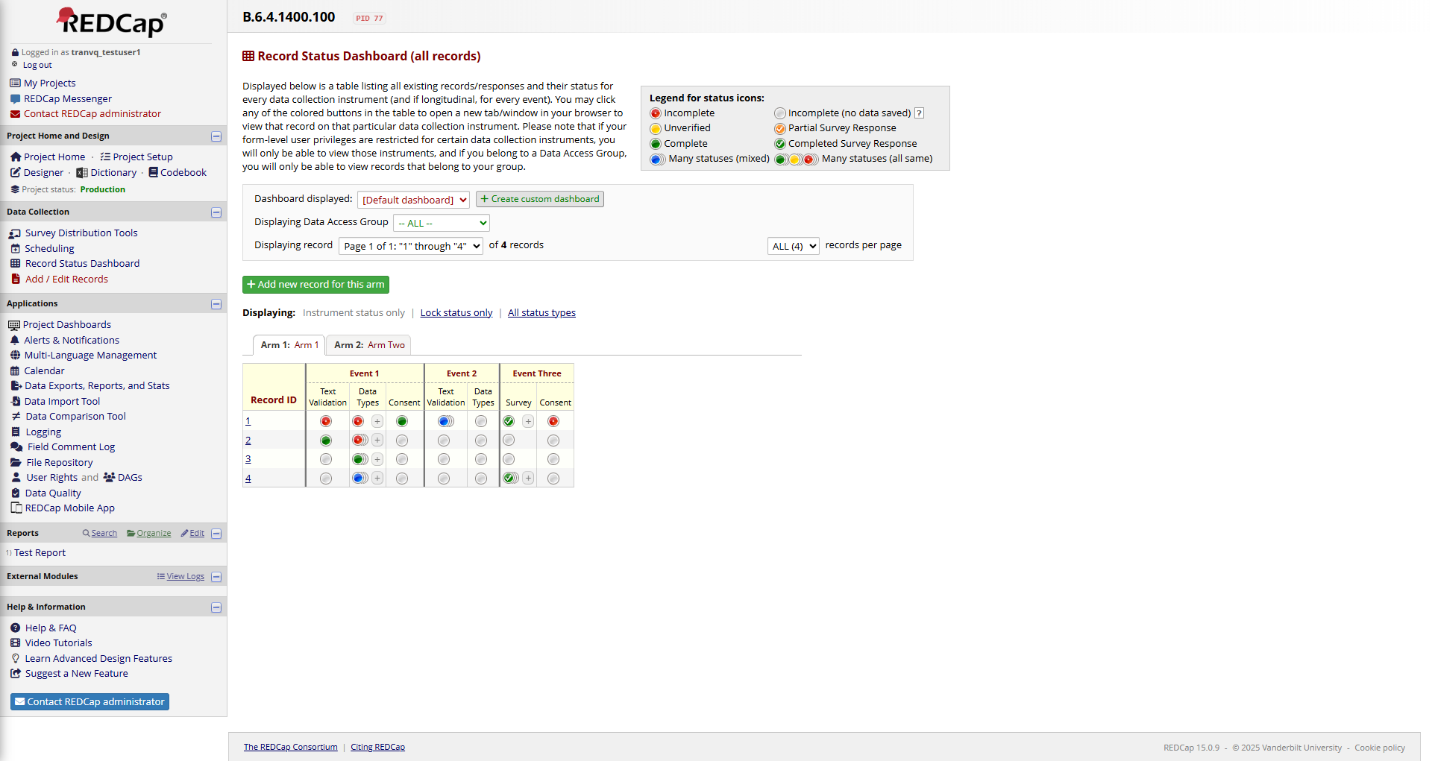 REDCap®
Logged in as tranvq_testuser1
Log out
My Projects
REDCap Messenger
Contact REDCap administrator
Project Home and Design
Project Home · Project Setup
Designer · Dictionary · Codebook
Project status: Production
Data Collection
Survey Distribution Tools
Scheduling
Record Status Dashboard
Add / Edit Records
Applications
Project Dashboards
Alerts & Notifications
Multi-Language Management
Calendar
Data Exports, Reports, and Stats
Data Import Tool
Data Comparison Tool
Logging
Field Comment Log
File Repository
User Rights and DAGs
Data Quality
REDCap Mobile App
Reports Search Organize Edit
1) Test Report
External Modules View Logs
Help & Information
Help & FAQ
Video Tutorials
Learn Advanced Design Features
Suggest a New Feature
Contact REDCap administrator
B.6.4.1400.100 PID 77
Record Status Dashboard (all records)
Displayed below is a table listing all existing records/responses and their status for
every data collection instrument (and if longitudinal, for every event). You may click
any of the colored buttons in the table to open a new tab/window in your browser to
view that record on that particular data collection instrument. Please note that if your
form-level user privileges are restricted for certain data collection instruments, you
will only be able to view those instruments, and if you belong to a Data Access Group,
you will only be able to view records that belong to your group.
Legend for status icons:
Incomplete Incomplete (no data saved) ?
Unverified Partial Survey Response
Complete Completed Survey Response
Many statuses (mixed) Many statuses (all same)
Dashboard displayed: [Default dashboard] + Create custom dashboard
Displaying Data Access Group -- ALL --
Displaying record Page 1 of 1: "1" through "4" of 4 records ALL (4) records per page
+ Add new record for this arm
Displaying: Instrument status only | Lock status only | All status types
Arm 1: Arm 1 Arm 2: Arm Two
Event 1 Event 2 Event Three
Record ID Text Validation Data Types Consent Text Validation Data Types Survey Consent
1 + +
2 +
3 +
4 + +
The REDCap Consortium | Citing REDCap
REDCap 15.0.9 - © 2025 Vanderbilt University - Cookie policy